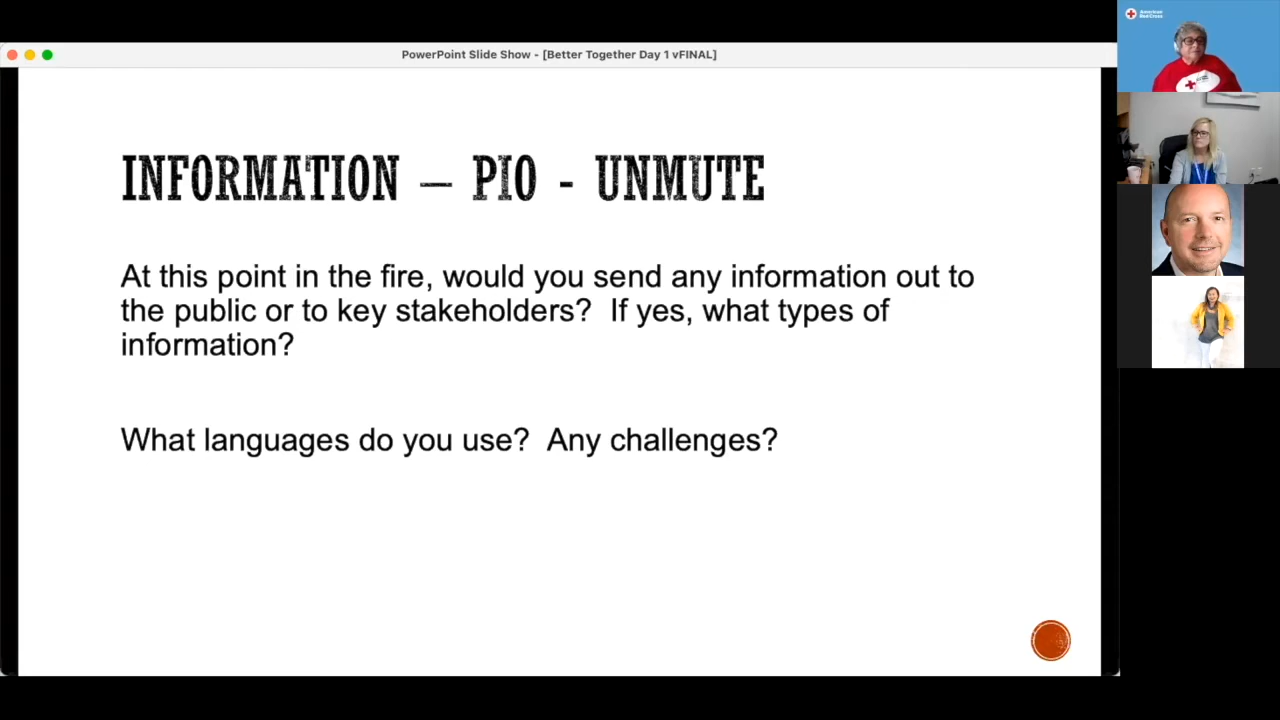 PowerPoint Slide Show - [Better Together Day 1 vFINAL]
INFORMATION – PIO - UNMUTE
At this point in the fire, would you send any information out to
the public or to key stakeholders?  If yes, what types of
information?
What languages do you use?  Any challenges?
American
Red Cross